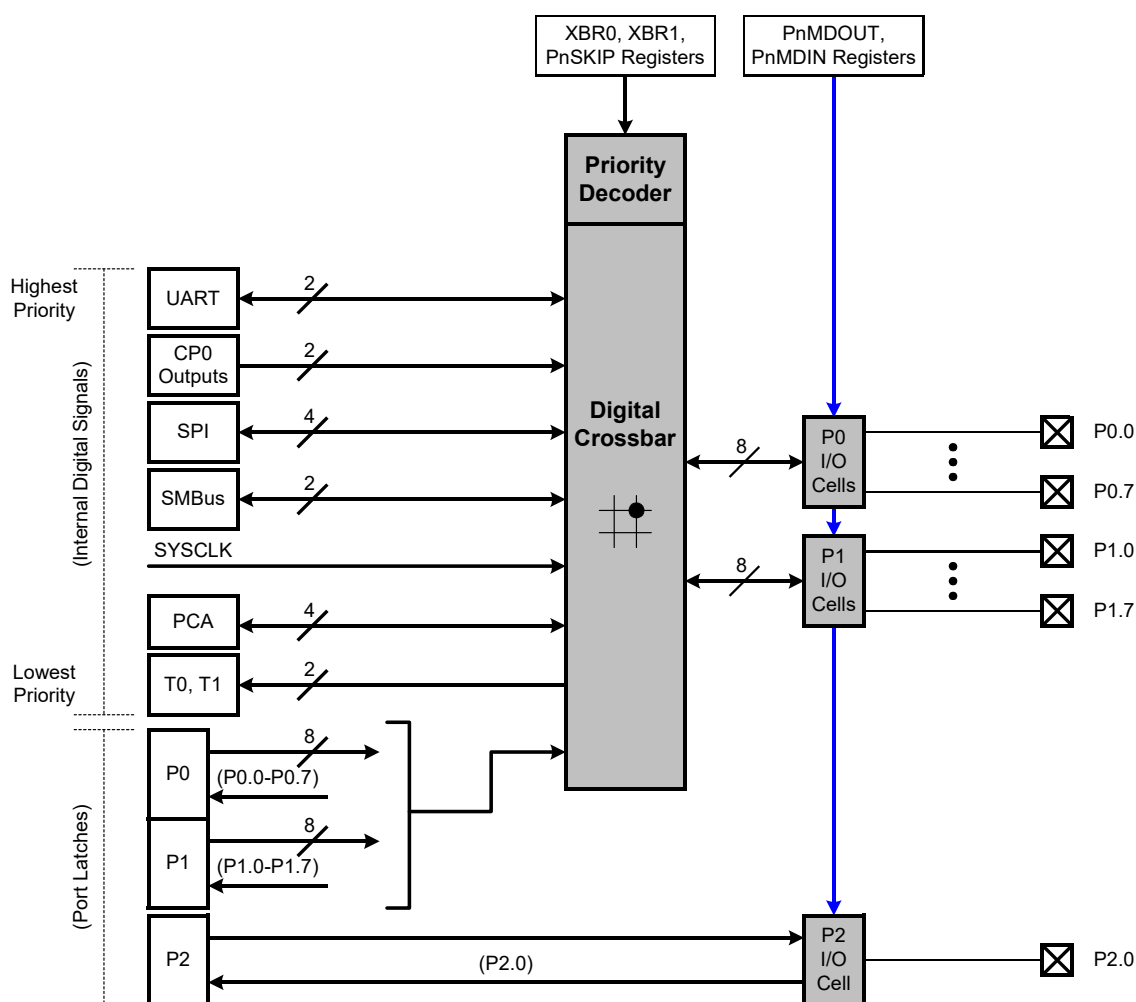 XBR0, XBR1,
PnSKIP Registers
PnMDOUT,
PnMDIN Registers
Priority
Decoder
Highest
Priority
UART
2
CP0
Outputs
2
(Internal Digital Signals)
SPI
4
Digital
Crossbar
8
P0
I/O
Cells
P0.0
P0.7
SMBus
2
SYSCLK
8
P1
I/O
Cells
P1.0
P1.7
PCA
4
Lowest
Priority
T0, T1
2
(Port Latches)
P0
8
(P0.0-P0.7)
P1
8
(P1.0-P1.7)
P2
(P2.0)
P2
I/O
Cell
P2.0